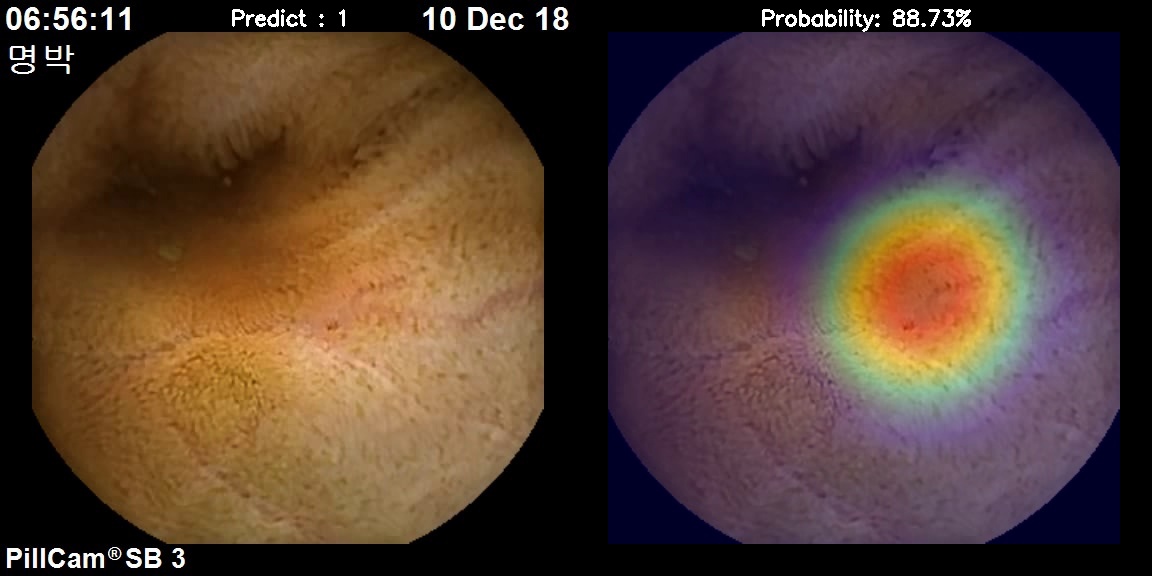 06:56:11
Predict : 1
10 Dec 18
Probability: 88.73%
명박
PillCam® SB 3